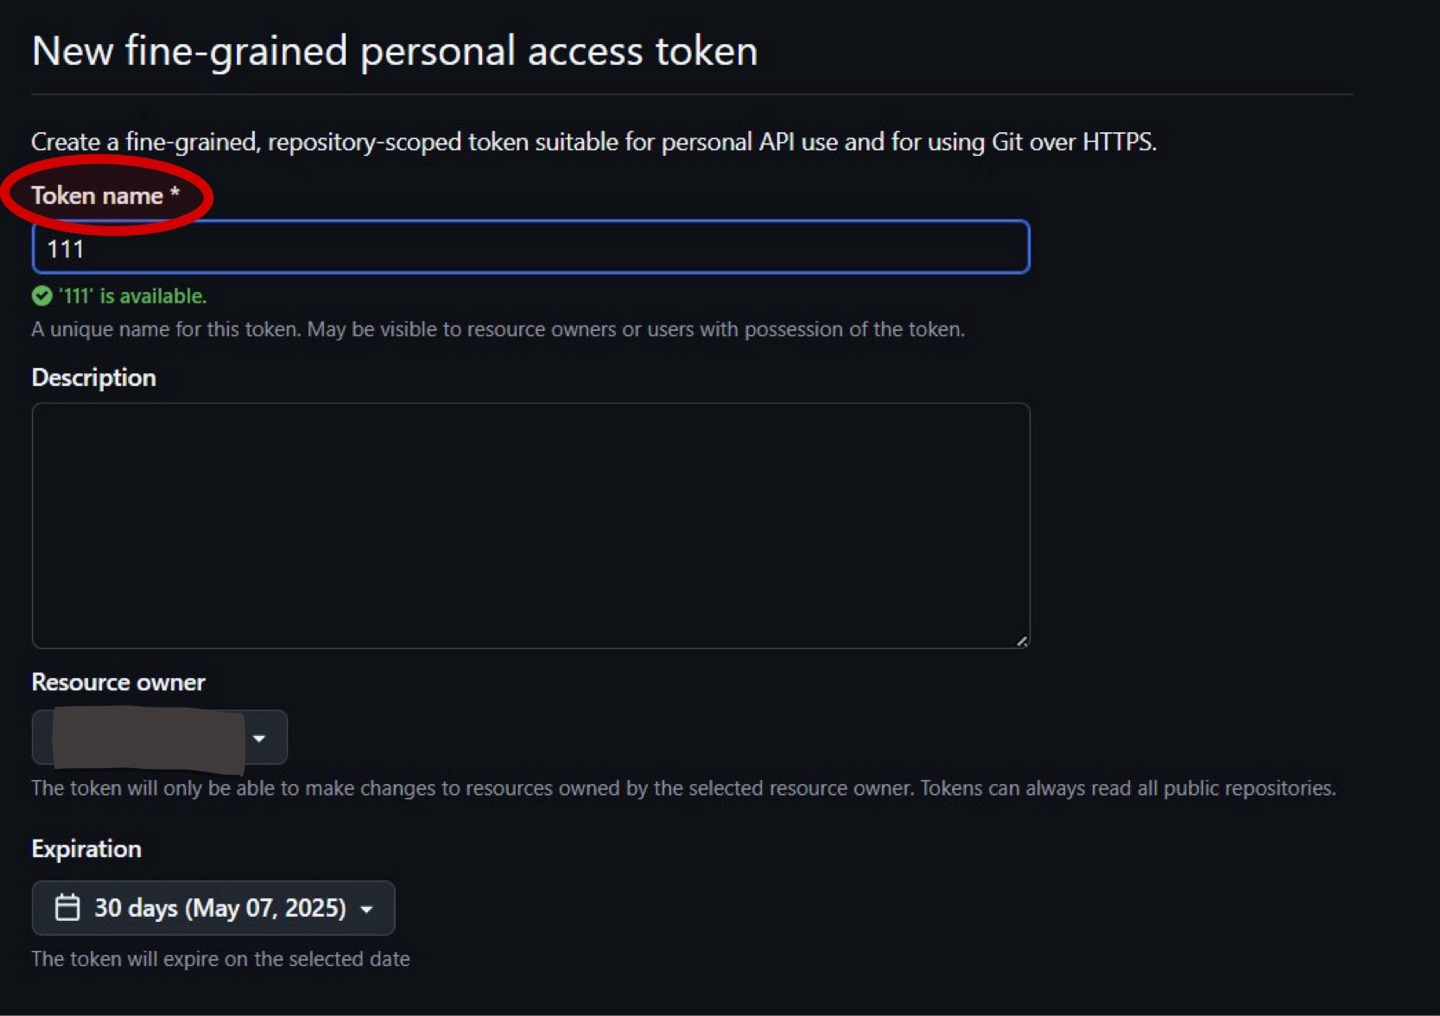 New fine-grained personal access token
Create a fine-grained, repository-scoped token suitable for personal API use and for using Git over HTTPS.
Token name *
111
'111' is available.
A unique name for this token. May be visible to resource owners or users with possession of the token.
Description
Resource owner
The token will only be able to make changes to resources owned by the selected resource owner. Tokens can always read all public repositories.
Expiration
30 days (May 07, 2025)
The token will expire on the selected date